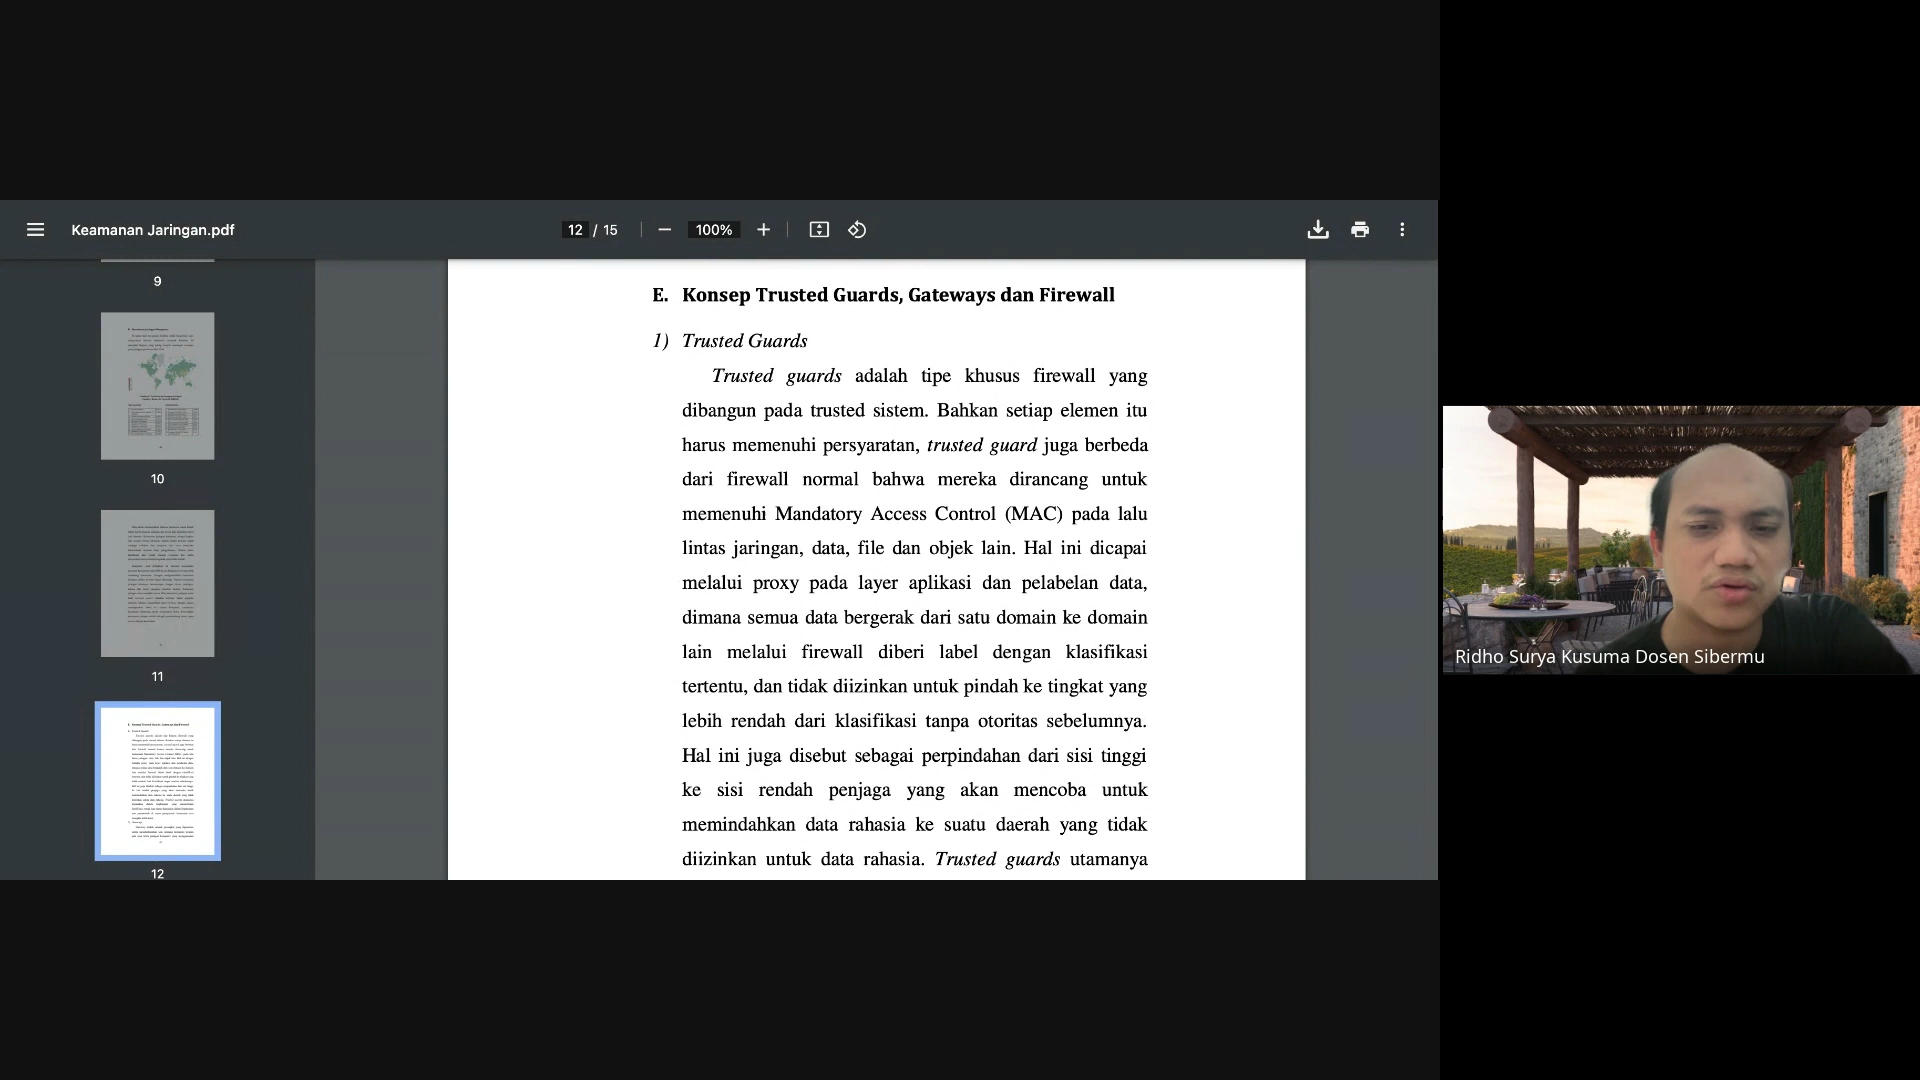 Keamanan Jaringan.pdf
12 / 15
100%
9
10
11
12
E. Konsep Trusted Guards, Gateways dan Firewall
1) Trusted Guards
Trusted guards adalah tipe khusus firewall yang
dibangun pada trusted sistem. Bahkan setiap elemen itu
harus memenuhi persyaratan, trusted guard juga berbeda
dari firewall normal bahwa mereka dirancang untuk
memenuhi Mandatory Access Control (MAC) pada lalu
lintas jaringan, data, file dan objek lain. Hal ini dicapai
melalui proxy pada layer aplikasi dan pelabelan data,
dimana semua data bergerak dari satu domain ke domain
lain melalui firewall diberi label dengan klasifikasi
tertentu, dan tidak diizinkan untuk pindah ke tingkat yang
lebih rendah dari klasifikasi tanpa otoritas sebelumnya.
Hal ini juga disebut sebagai perpindahan dari sisi tinggi
ke sisi rendah penjaga yang akan mencoba untuk
memindahkan data rahasia ke suatu daerah yang tidak
diizinkan untuk data rahasia. Trusted guards utamanya
Ridho Surya Kusuma Dosen Sibermu